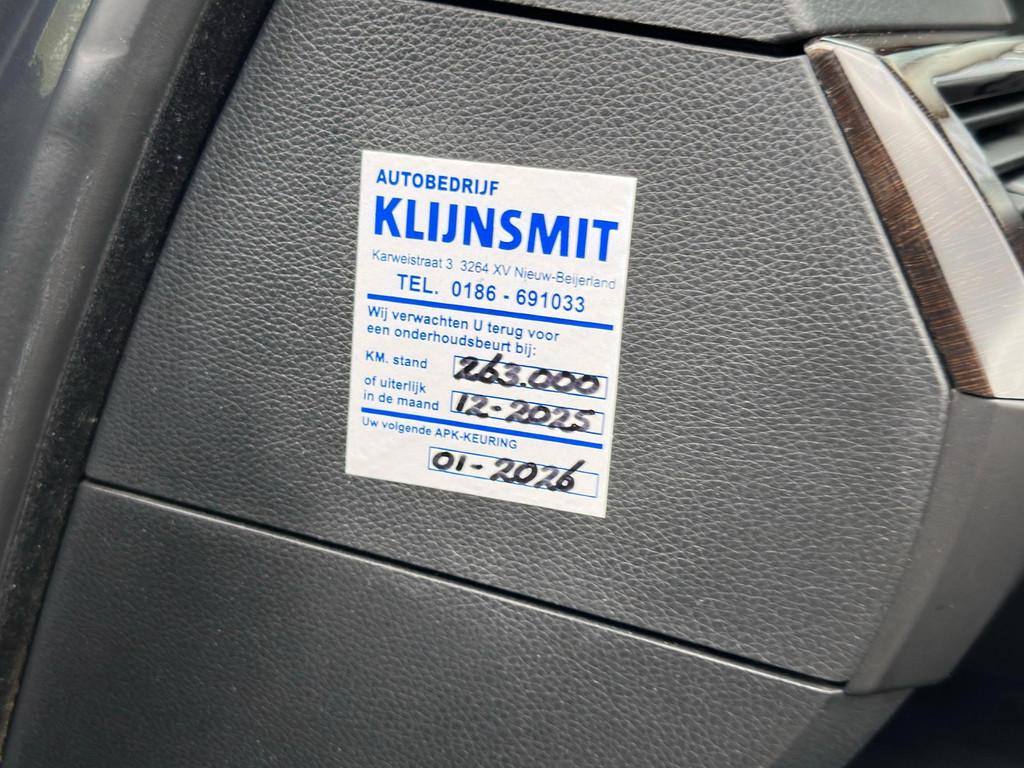 AUTOBEDRIJF
KLIJNSMIT
Karweistraat 3 3264 XV Nieuw-Beijerland
TEL. 0186 - 691033
Wij verwachten U terug voor
een onderhoudsbeurt bij:
KM. stand 263.000
of uiterlijk
in de maand 12-2025
Uw volgende APK-KEURING
01-2026